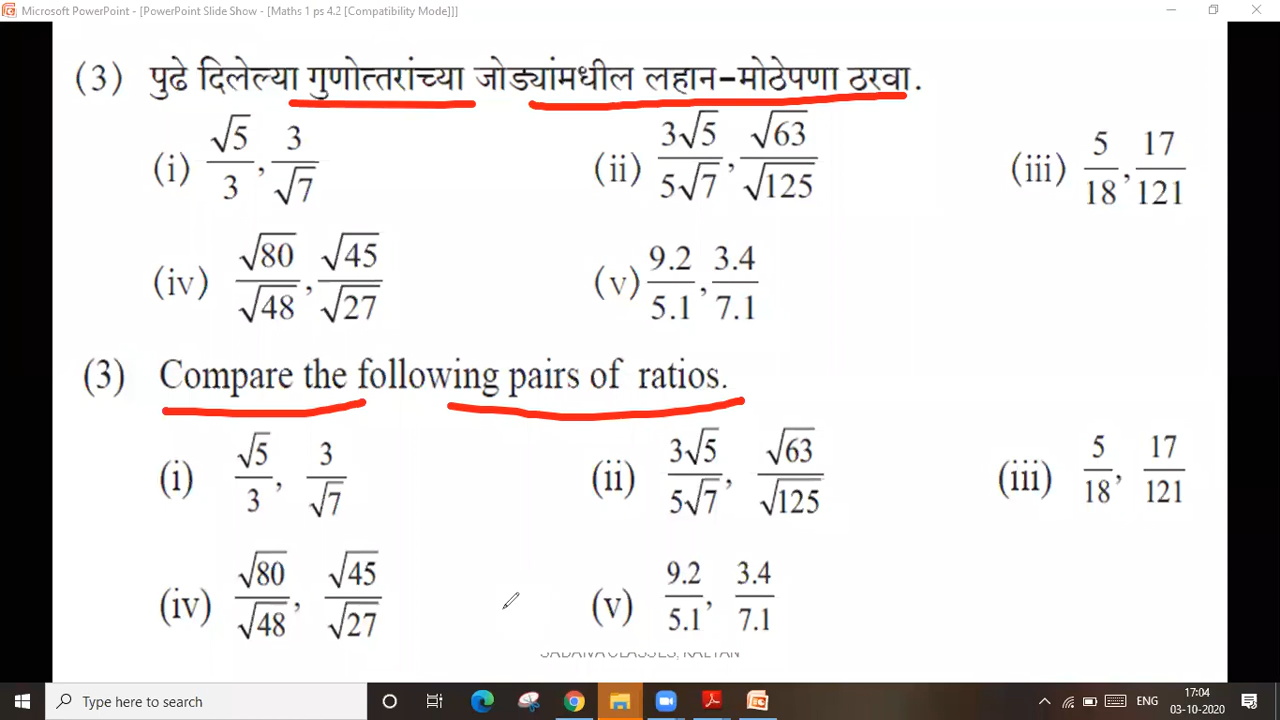 Microsoft PowerPoint - [PowerPoint Slide Show - [Maths 1 ps 4.2 [Compatibility Mode]]]
(3) पुढे दिलेल्या गुणोत्तरांच्या जोड्यांमधील लहान-मोठेपणा ठरवा.
(i) √5/3, 3/√7 (ii) 3√5/5√7, √63/√125 (iii) 5/18, 17/121
(iv) √80/√48, √45/√27 (v) 9.2/5.1, 3.4/7.1
(3) Compare the following pairs of ratios.
(i) √5/3, 3/√7 (ii) 3√5/5√7, √63/√125 (iii) 5/18, 17/121
(iv) √80/√48, √45/√27 (v) 9.2/5.1, 3.4/7.1
Type here to search
ENG
17:04
03-10-2020